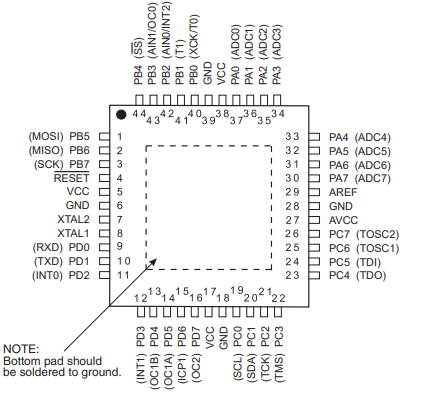 PB4 (SS)
PB3 (AIN1/OC0)
PB2 (AIN0/INT2)
PB1 (T1)
PB0 (XCK/T0)
GND
VCC
PA0 (ADC0)
PA1 (ADC1)
PA2 (ADC2)
PA3 (ADC3)
44 43 42 41 40 39 38 37 36 35 34
(MOSI) PB5 1 33 PA4 (ADC4)
(MISO) PB6 2 32 PA5 (ADC5)
(SCK) PB7 3 31 PA6 (ADC6)
RESET 4 30 PA7 (ADC7)
VCC 5 29 AREF
GND 6 28 GND
XTAL2 7 27 AVCC
XTAL1 8 26 PC7 (TOSC2)
(RXD) PD0 9 25 PC6 (TOSC1)
(TXD) PD1 10 24 PC5 (TDI)
(INT0) PD2 11 23 PC4 (TDO)
12 13 14 15 16 17 18 19 20 21 22
(INT1) PD3
(OC1B) PD4
(OC1A) PD5
(ICP1) PD6
(OC2) PD7
VCC
GND
(SCL) PC0
(SDA) PC1
(TCK) PC2
(TMS) PC3
NOTE:
Bottom pad should
be soldered to ground.